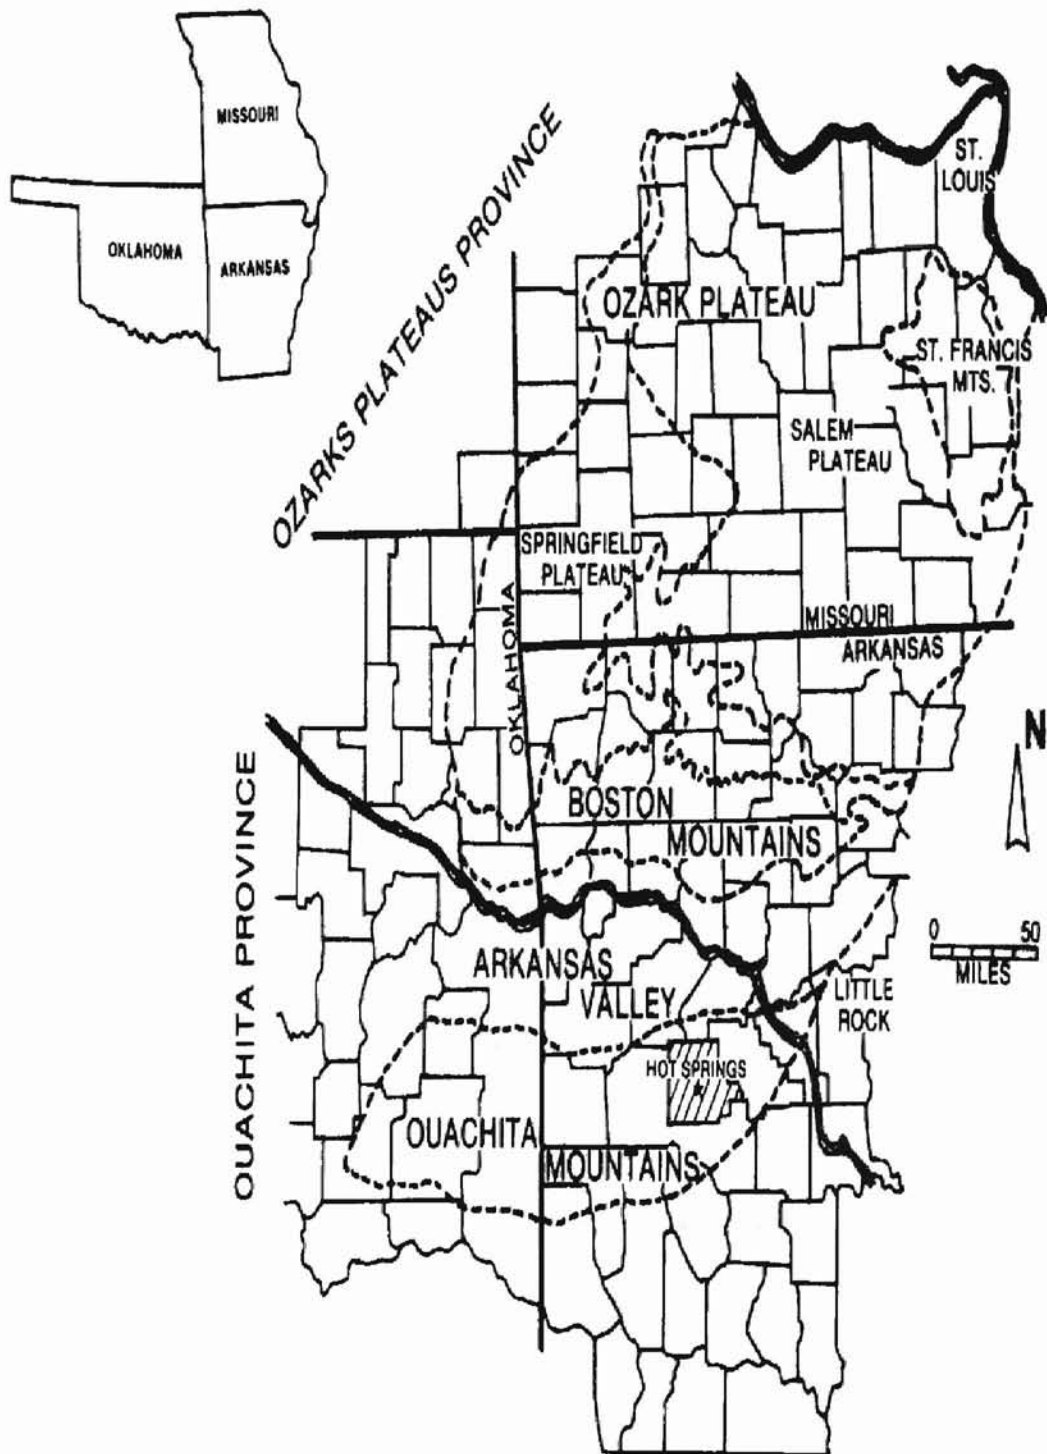 MISSOURI
OKLAHOMA
ARKANSAS
OZARKS PLATEAUS PROVINCE
ST.
LOUIS
OZARK PLATEAU
ST. FRANCIS
MTS.
SALEM
PLATEAU
SPRINGFIELD
PLATEAU
OKLAHOMA
MISSOURI
ARKANSAS
N
BOSTON
MOUNTAINS
OUACHITA PROVINCE
0 50
MILES
ARKANSAS
VALLEY
LITTLE
ROCK
HOT SPRINGS
OUACHITA
MOUNTAINS